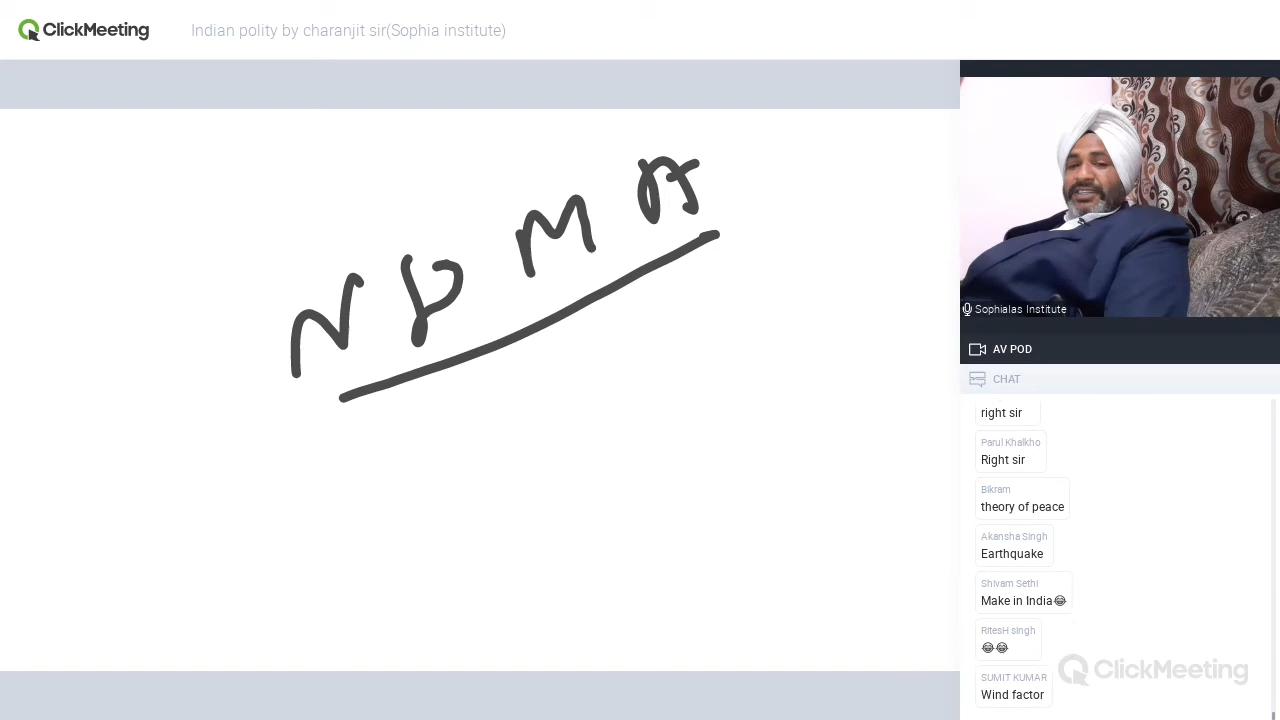 ClickMeeting
Indian polity by charanjit sir(Sophia institute)
NDMA
Sophialas Institute
AV POD
CHAT
right sir
Parul Khalkho
Right sir
Bikram
theory of peace
Akansha Singh
Earthquake
Shivam Sethi
Make in India😂
RitesH singh
😂😂
SUMIT KUMAR
Wind factor
ClickMeeting